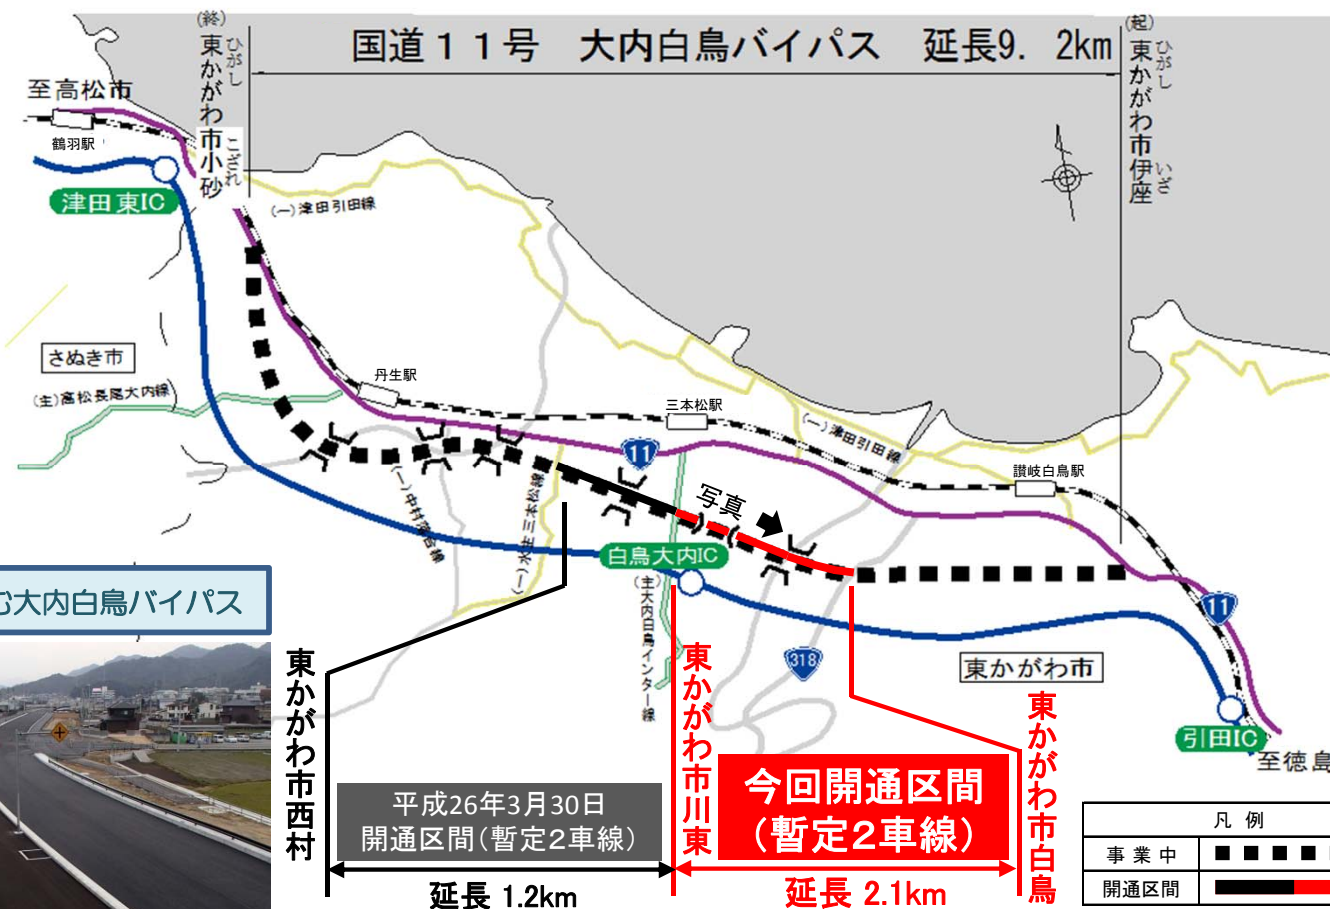 国道11号 大内白鳥バイパス 延長9.2km
(終)
東かがわ市小砂
ひがし
こざれ
(起)
東かがわ市伊座
ひがし
いざ
至高松市
鶴羽駅
津田東IC
(一)津田引田線
さぬき市
(主)高松長尾大内線
丹生駅
三本松駅
11
(一)津田引田線
讃岐白鳥駅
写真
(一)中村落合線
(一)水主三本松線
白鳥大内IC
(主)大内白鳥インター線
318
11
東かがわ市
引田IC
至徳島
む大内白鳥バイパス
東かがわ市西村
東かがわ市川東
東かがわ市白鳥
平成26年3月30日
開通区間(暫定2車線)
延長 1.2km
今回開通区間
(暫定2車線)
延長 2.1km
凡 例
事 業 中
開通区間